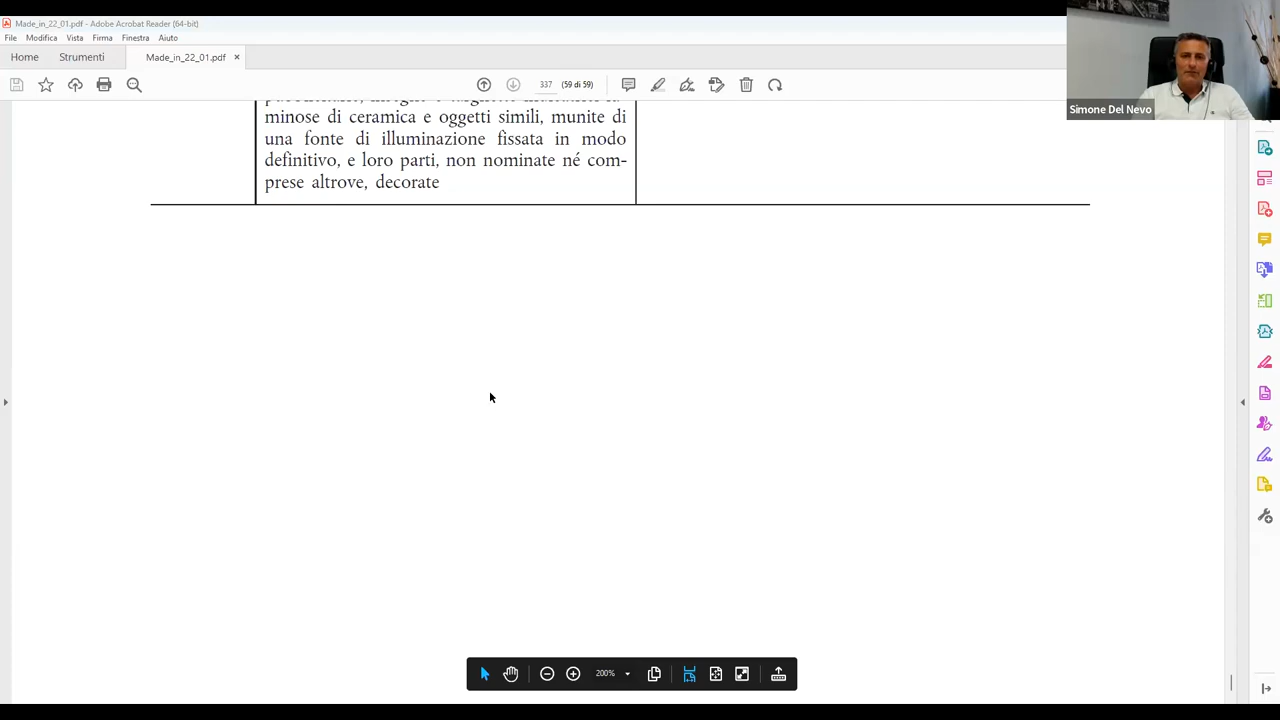 Made_in_22_01.pdf - Adobe Acrobat Reader (64-bit)
File Modifica Vista Firma Finestra Aiuto
Home Strumenti Made_in_22_01.pdf ×
337 (59 di 59)
Simone Del Nevo
minose di ceramica e oggetti simili, munite di
una fonte di illuminazione fissata in modo
definitivo, e loro parti, non nominate né com-
prese altrove, decorate
200%